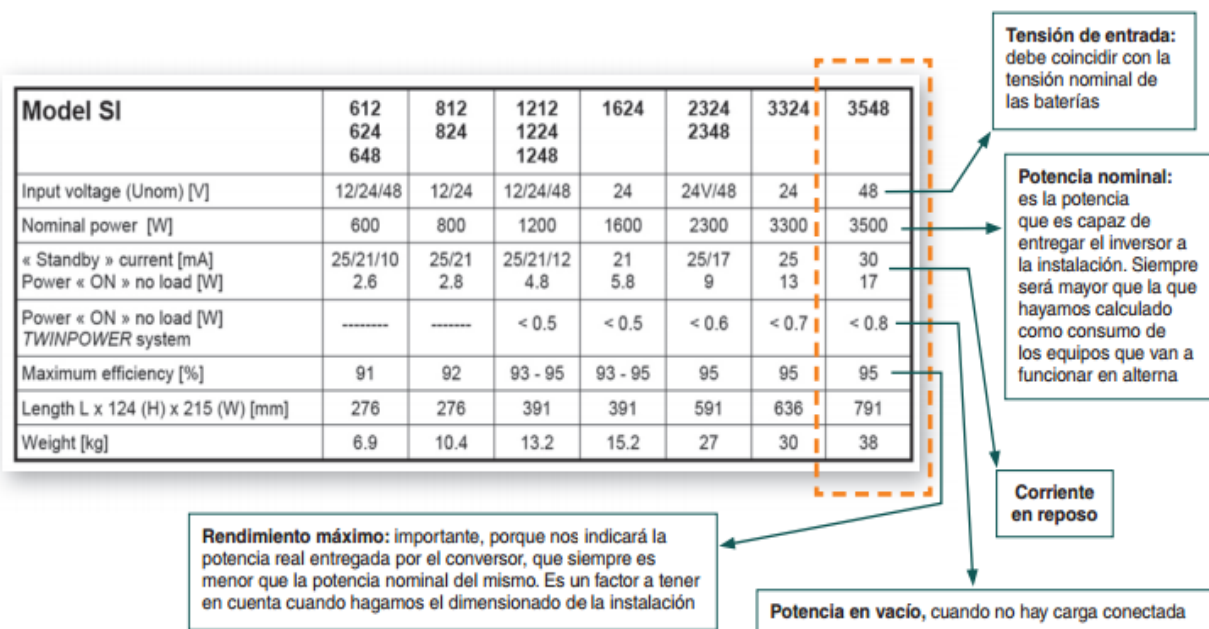 Tensión de entrada:
debe coincidir con la
tensión nominal de
las baterías
Model SI 612 812 1212 1624 2324 3324 3548
624 824 1224 2348
648 1248
Input voltage (Unom) [V] 12/24/48 12/24 12/24/48 24 24V/48 24 48
Nominal power [W] 600 800 1200 1600 2300 3300 3500
« Standby » current [mA] 25/21/10 25/21 25/21/12 21 25/17 25 30
Power « ON » no load [W] 2.6 2.8 4.8 5.8 9 13 17
Power « ON » no load [W]
TWINPOWER system -------- ------- < 0.5 < 0.5 < 0.6 < 0.7 < 0.8
Maximum efficiency [%] 91 92 93 - 95 93 - 95 95 95 95
Length L x 124 (H) x 215 (W) [mm] 276 276 391 391 591 636 791
Weight [kg] 6.9 10.4 13.2 15.2 27 30 38
Potencia nominal:
es la potencia
que es capaz de
entregar el inversor a
la instalación. Siempre
será mayor que la que
hayamos calculado
como consumo de
los equipos que van a
funcionar en alterna
Corriente
en reposo
Rendimiento máximo: importante, porque nos indicará la
potencia real entregada por el conversor, que siempre es
menor que la potencia nominal del mismo. Es un factor a tener
en cuenta cuando hagamos el dimensionado de la instalación
Potencia en vacío, cuando no hay carga conectada